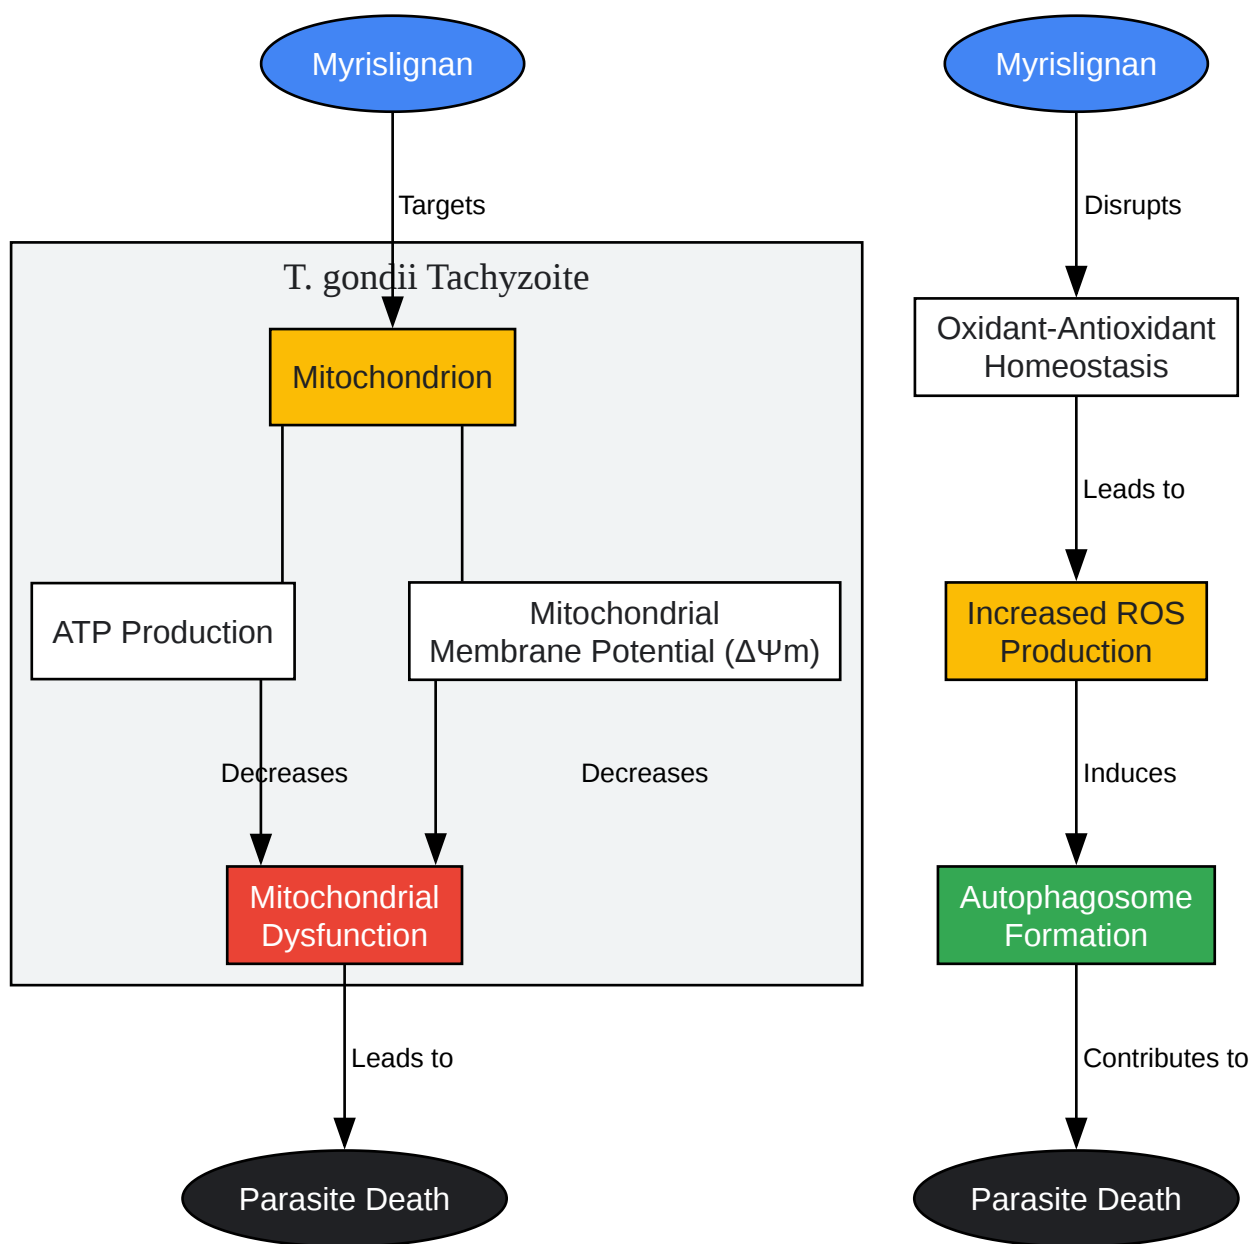 Myrislignan
Targets
T. gondii Tachyzoite
Mitochondrion
ATP Production
Mitochondrial
Membrane Potential (ΔΨm)
Decreases
Decreases
Mitochondrial
Dysfunction
Leads to
Parasite Death
Myrislignan
Disrupts
Oxidant-Antioxidant
Homeostasis
Leads to
Increased ROS
Production
Induces
Autophagosome
Formation
Contributes to
Parasite Death